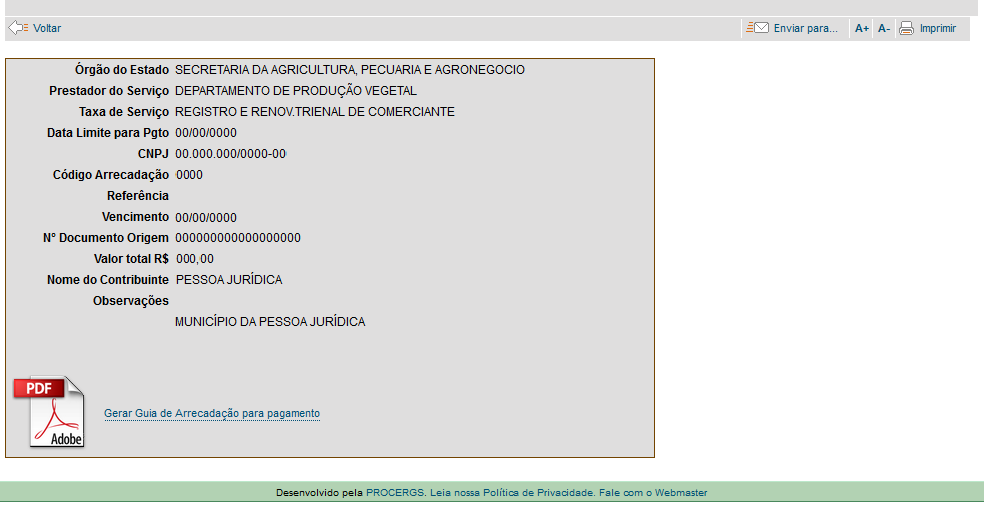 Voltar
Enviar para... A+ A- Imprimir
Órgão do Estado SECRETARIA DA AGRICULTURA, PECUARIA E AGRONEGOCIO
Prestador do Serviço DEPARTAMENTO DE PRODUÇÃO VEGETAL
Taxa de Serviço REGISTRO E RENOV.TRIENAL DE COMERCIANTE
Data Limite para Pgto 00/00/0000
CNPJ 00.000.000/0000-00
Código Arrecadação 0000
Referência
Vencimento 00/00/0000
Nº Documento Origem 000000000000000000
Valor total R$ 000,00
Nome do Contribuinte PESSOA JURÍDICA
Observações
MUNICÍPIO DA PESSOA JURÍDICA
PDF
Adobe
Gerar Guia de Arrecadação para pagamento
Desenvolvido pela PROCERGS. Leia nossa Política de Privacidade. Fale com o Webmaster